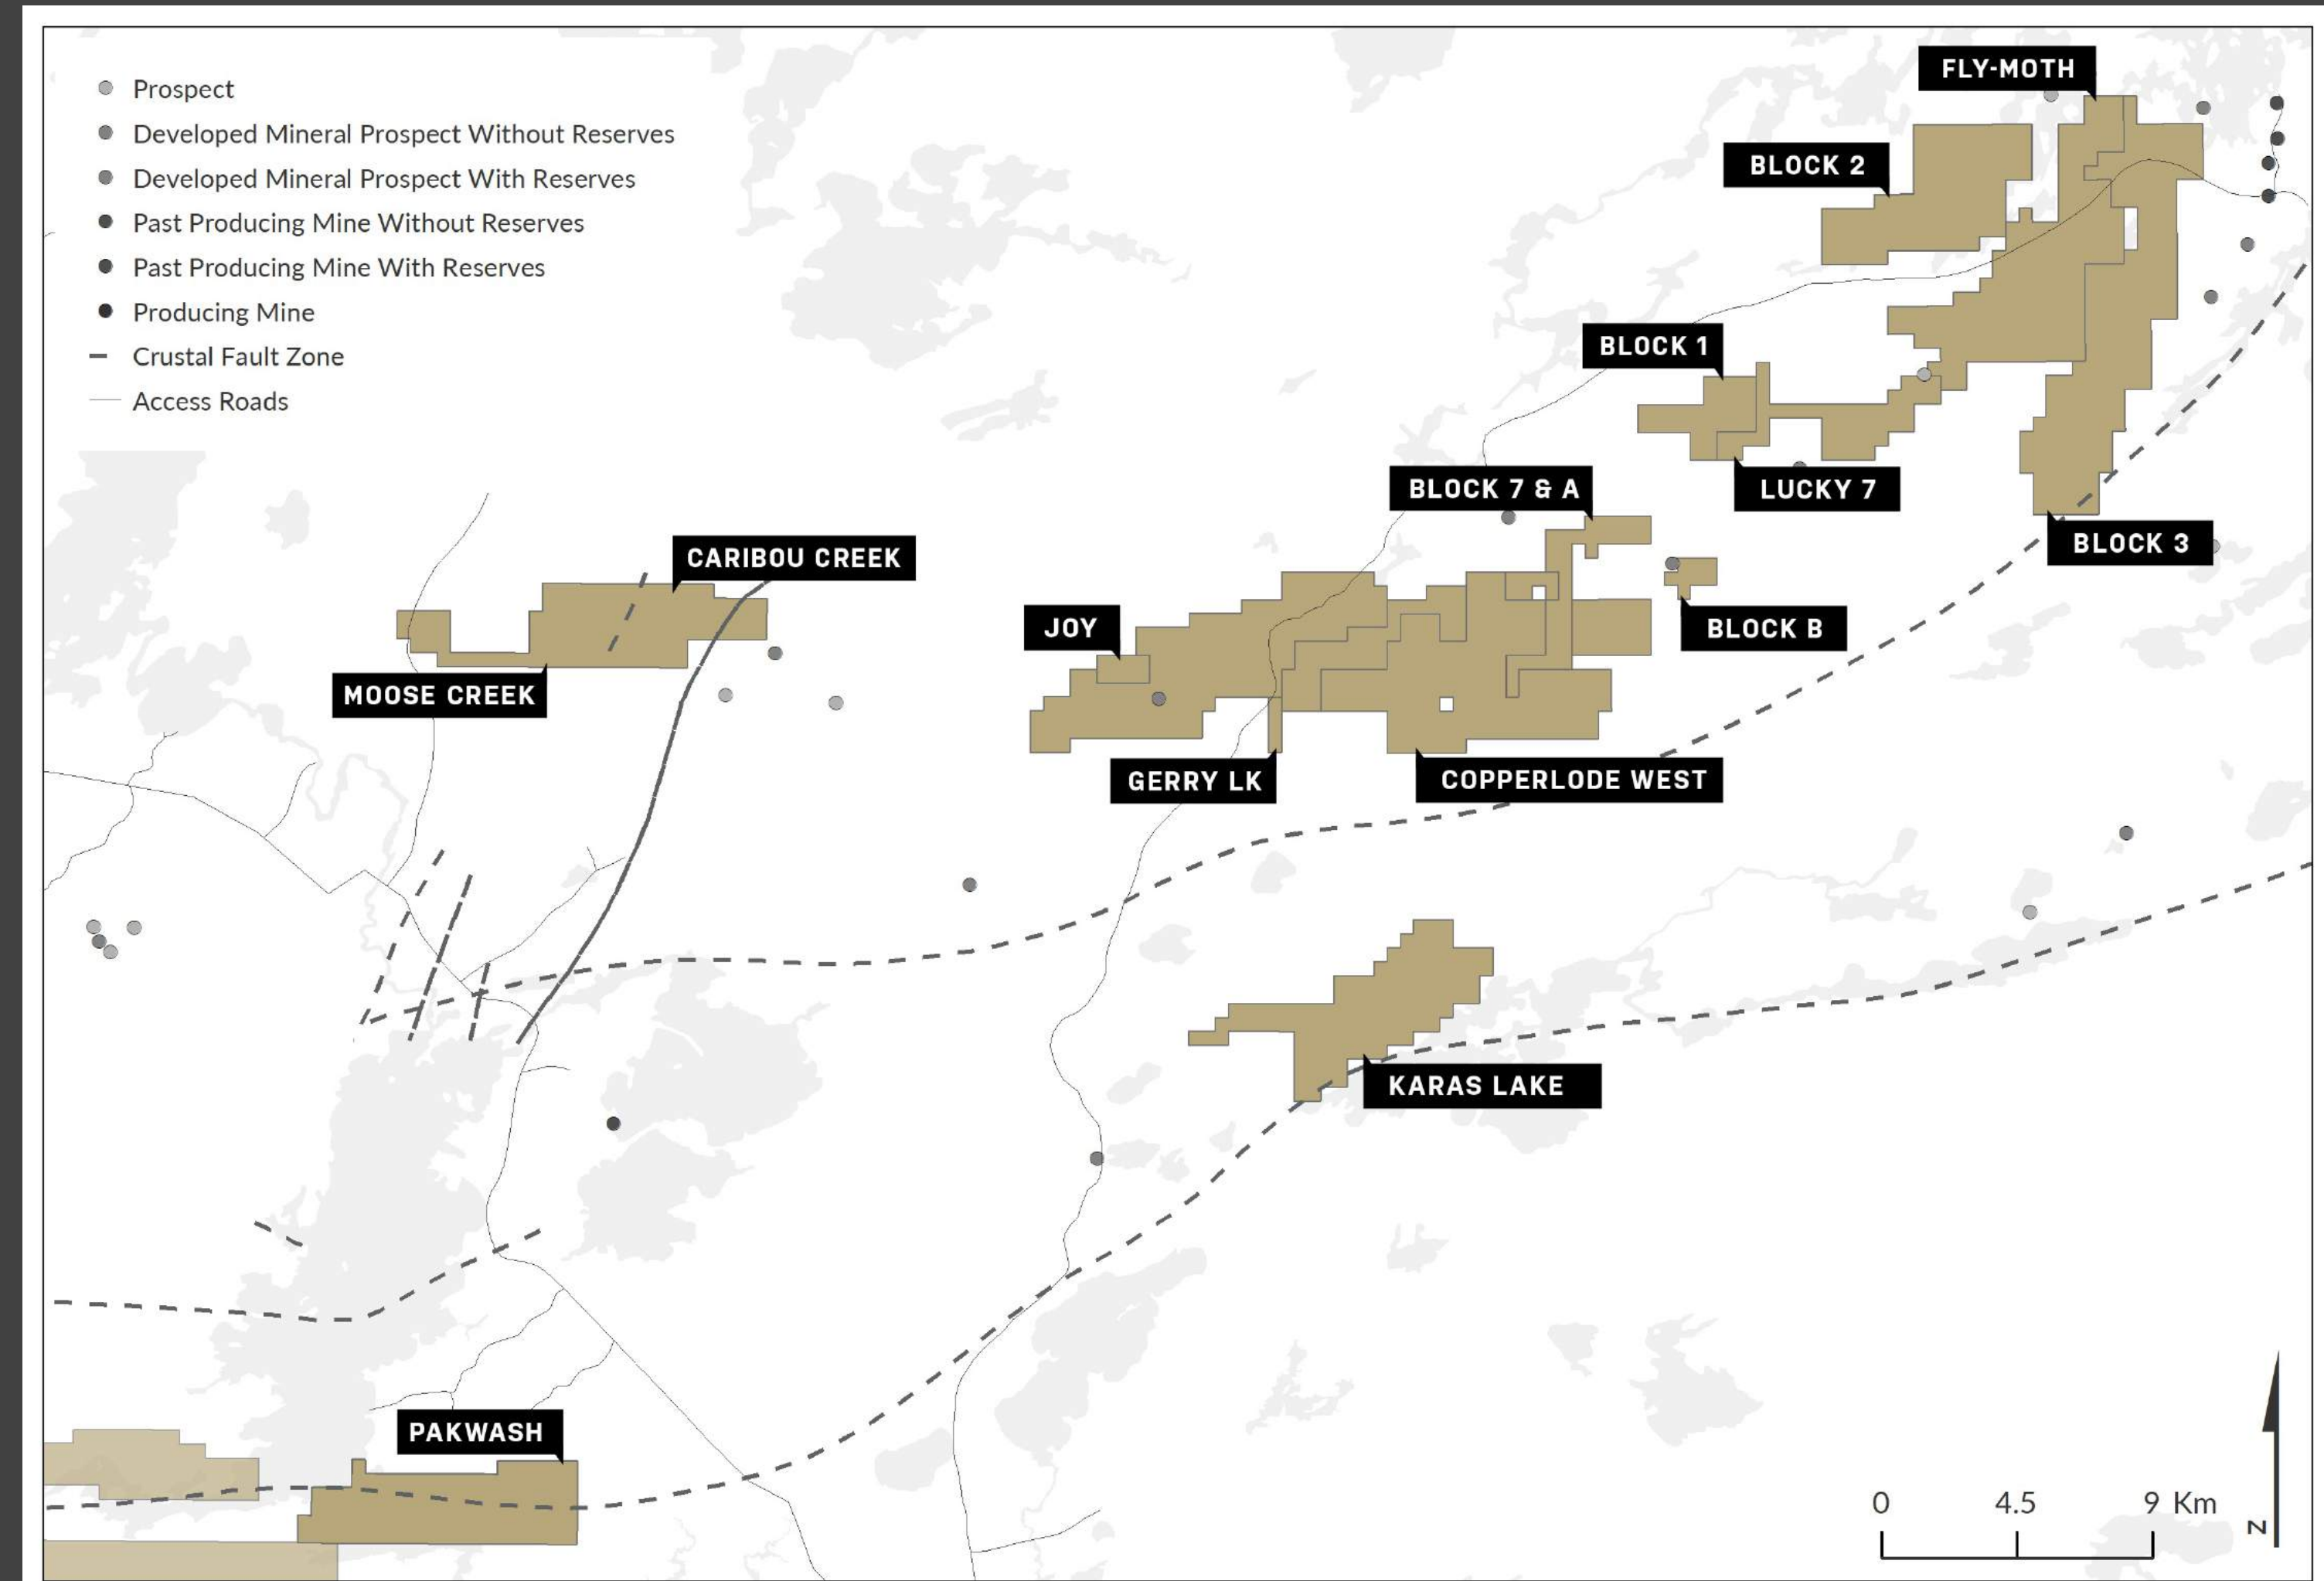 Prospect
Developed Mineral Prospect Without Reserves
Developed Mineral Prospect With Reserves
Past Producing Mine Without Reserves
Past Producing Mine With Reserves
Producing Mine
Crustal Fault Zone
Access Roads
FLY-MOTH
BLOCK 2
BLOCK 1
BLOCK 7 & A
LUCKY 7
BLOCK 3
CARIBOU CREEK
JOY
BLOCK B
MOOSE CREEK
GERRY LK
COPPERLODE WEST
KARAS LAKE
PAKWASH
0 4.5 9 Km
N